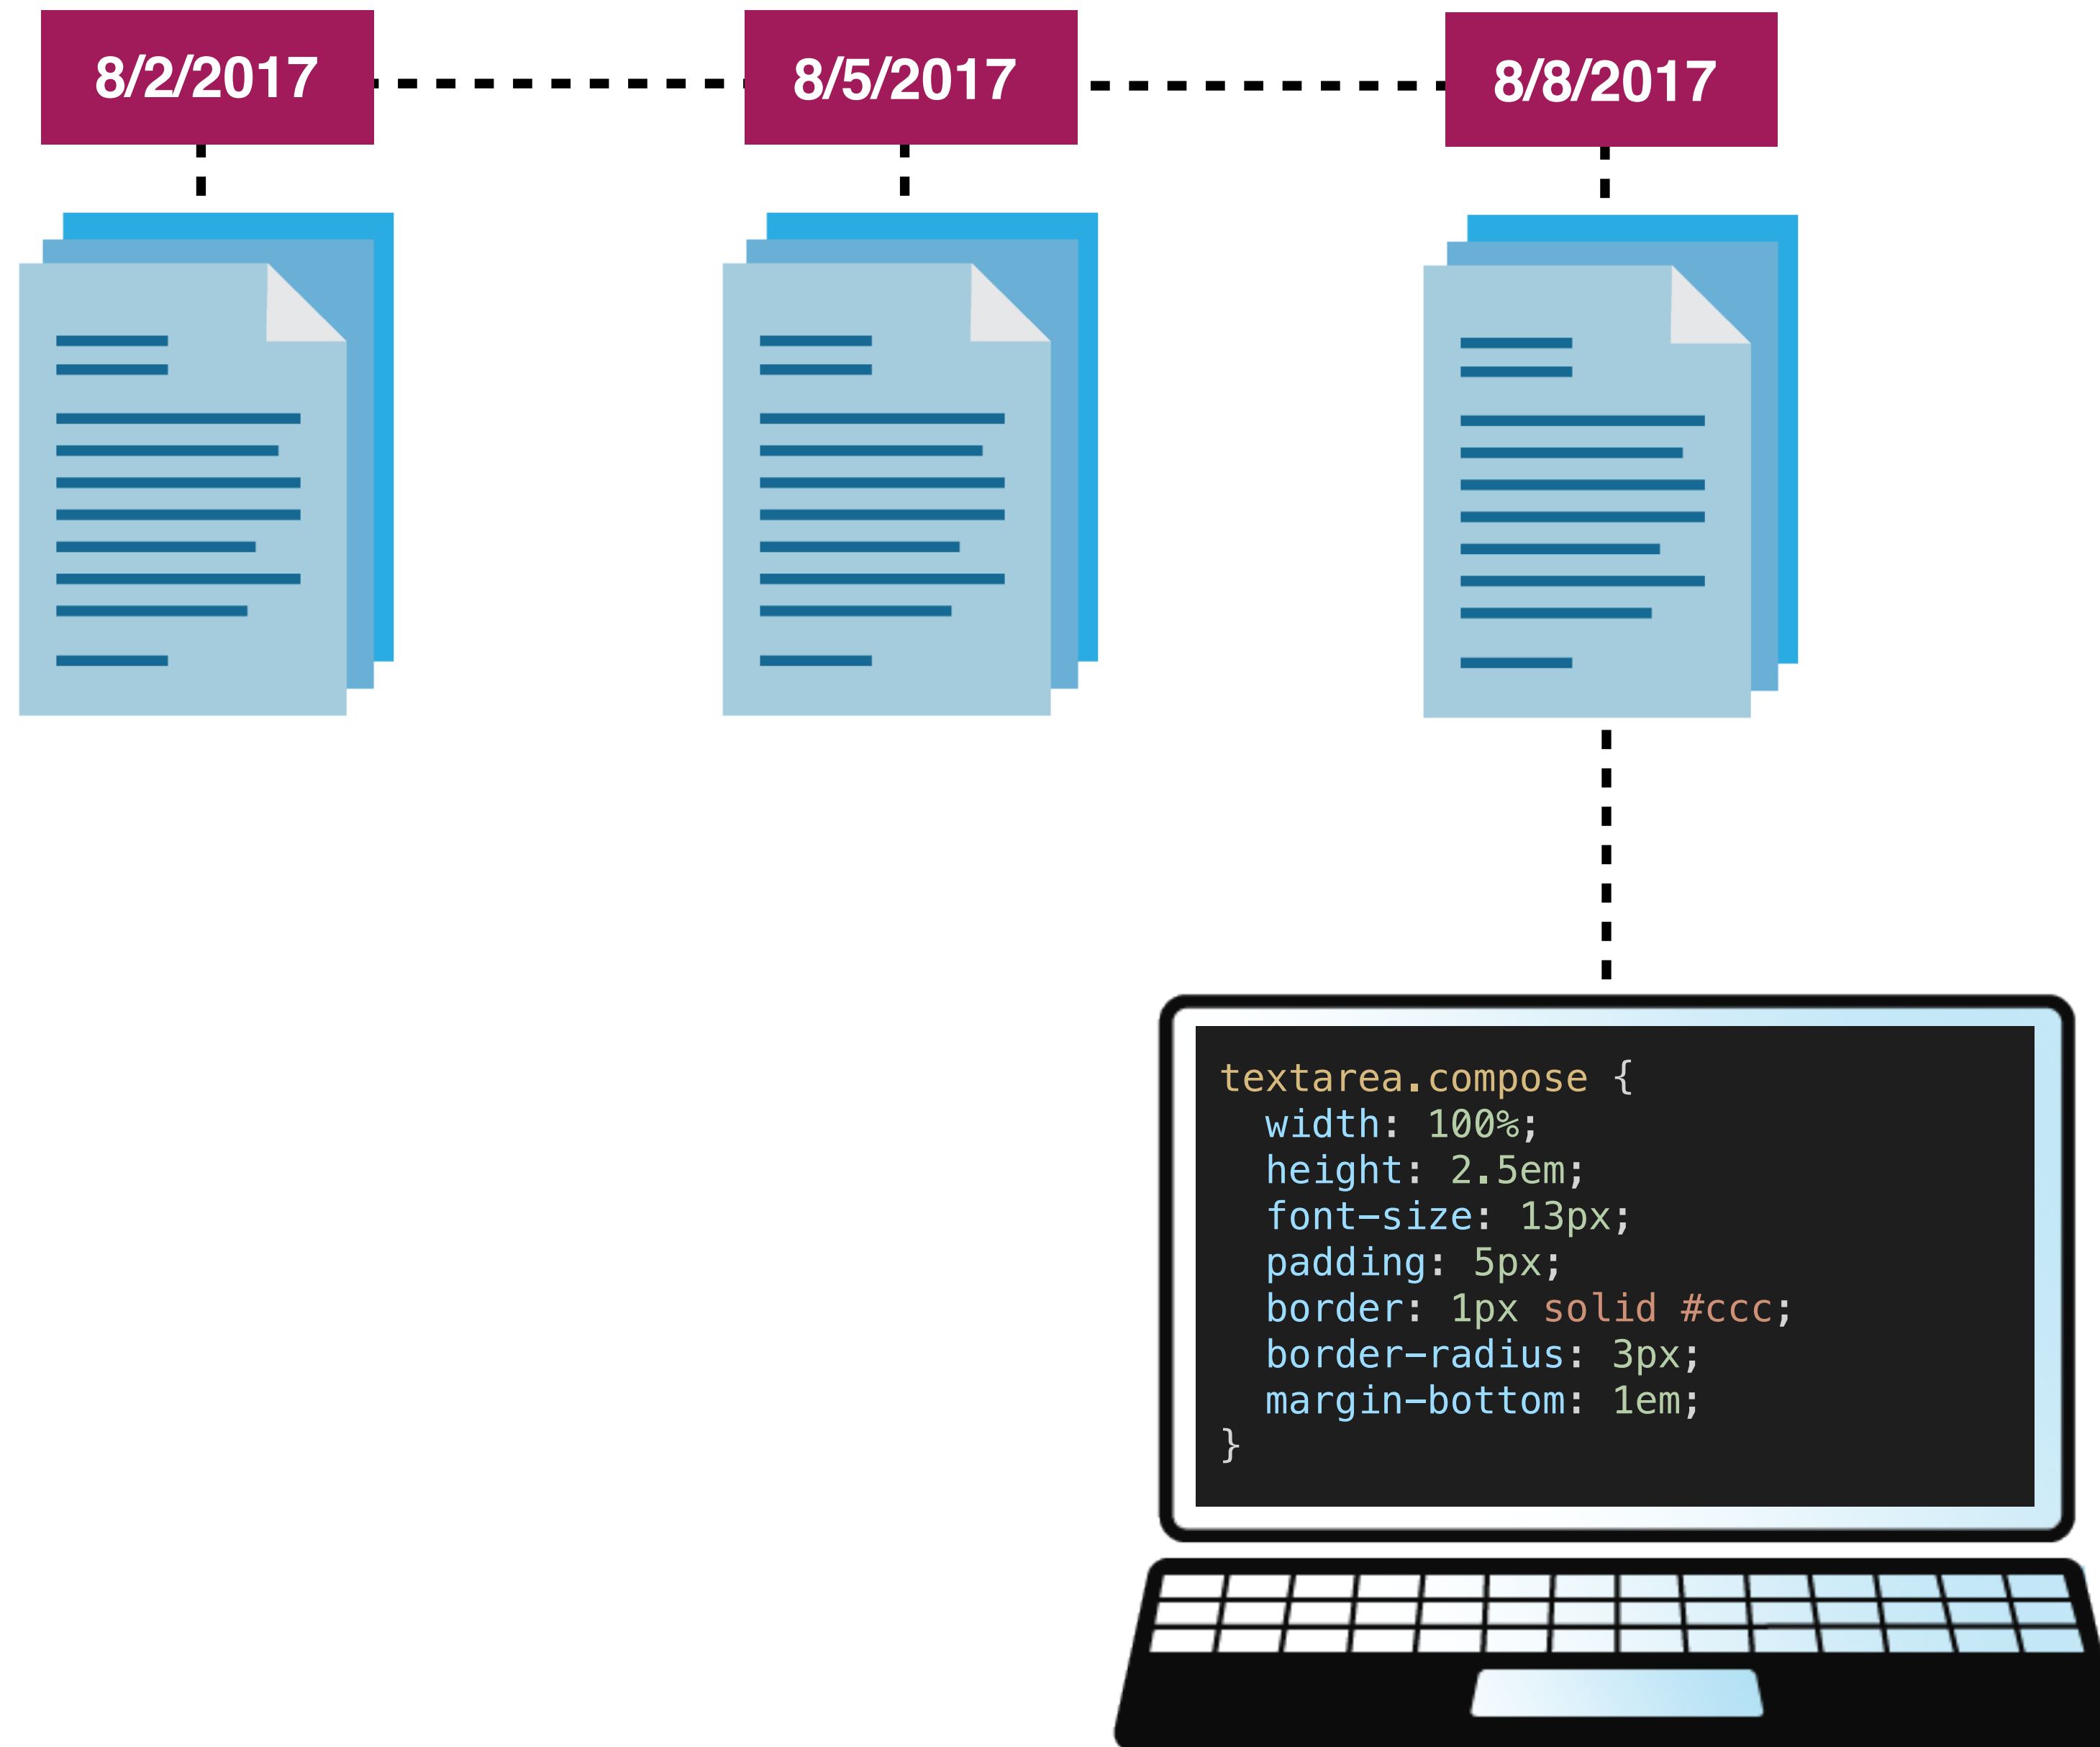 8/2/2017
8/5/2017
8/8/2017
textarea.compose {
  width: 100%;
  height: 2.5em;
  font-size: 13px;
  padding: 5px;
  border: 1px solid #ccc;
  border-radius: 3px;
  margin-bottom: 1em;
}